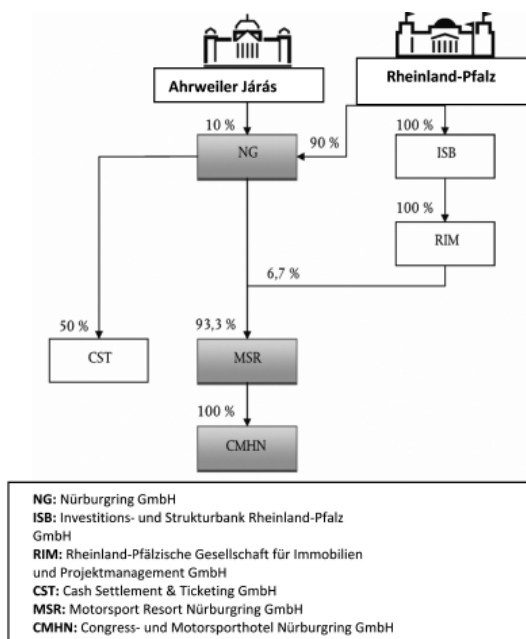 Ahrweiler Járás
Rheinland-Pfalz
10 %
90 %
100 %
NG
ISB
100 %
RIM
6,7 %
50 %
93,3 %
CST
MSR
100 %
CMHN
NG: Nürburgring GmbH
ISB: Investitions- und Strukturbank Rheinland-Pfalz
GmbH
RIM: Rheinland-Pfälzische Gesellschaft für Immobilien
und Projektmanagement GmbH
CST: Cash Settlement & Ticketing GmbH
MSR: Motorsport Resort Nürburgring GmbH
CMHN: Congress- und Motorsporthotel Nürburgring GmbH